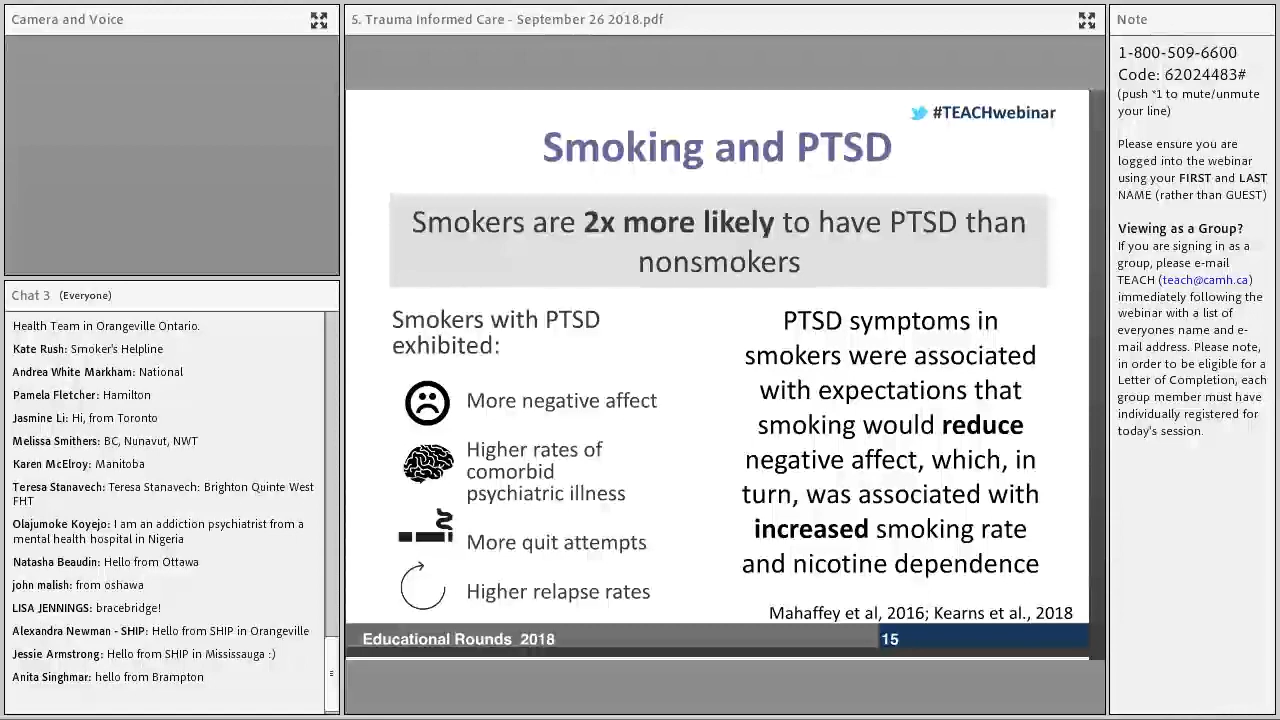 Camera and Voice
Chat 3 (Everyone)
Health Team in Orangeville Ontario.
Kate Rush: Smoker's Helpline
Andrea White Markham: National
Pamela Fletcher: Hamilton
Jasmine Li: Hi, from Toronto
Melissa Smithers: BC, Nunavut, NWT
Karen McElroy: Manitoba
Teresa Stanavech: Teresa Stanavech: Brighton Quinte West
FHT
Olajumoke Koyejo: I am an addiction psychiatrist from a
mental health hospital in Nigeria
Natasha Beaudin: Hello from Ottawa
john malish: from oshawa
LISA JENNINGS: bracebridge!
Alexandra Newman - SHIP: Hello from SHIP in Orangeville
Jessie Armstrong: Hello from SHIP in Mississauga :)
Anita Singhmar: hello from Brampton
5. Trauma Informed Care - September 26 2018.pdf
#TEACHwebinar
Smoking and PTSD
Smokers are 2x more likely to have PTSD than
nonsmokers
Smokers with PTSD
exhibited:
More negative affect
Higher rates of
comorbid
psychiatric illness
More quit attempts
Higher relapse rates
PTSD symptoms in
smokers were associated
with expectations that
smoking would reduce
negative affect, which, in
turn, was associated with
increased smoking rate
and nicotine dependence
Mahaffey et al, 2016; Kearns et al., 2018
Educational Rounds 2018
15
Note
1-800-509-6600
Code: 62024483#
(push *1 to mute/unmute
your line)
Please ensure you are
logged into the webinar
using your FIRST and LAST
NAME (rather than GUEST)
Viewing as a Group?
If you are signing in as a
group, please e-mail
TEACH (teach@camh.ca)
immediately following the
webinar with a list of
everyones name and e-
mail address. Please note,
in order to be eligible for a
Letter of Completion, each
group member must have
individually registered for
today's session.